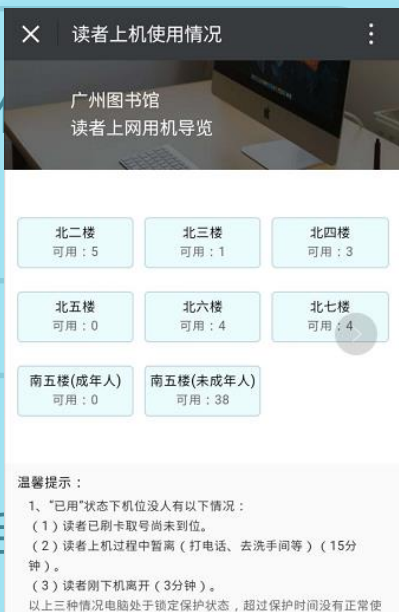 读者上机使用情况
广州图书馆
读者上网用机导览
北二楼
可用：5
北三楼
可用：1
北四楼
可用：3
北五楼
可用：0
北六楼
可用：4
北七楼
可用：4
南五楼(成年人)
可用：0
南五楼(未成年人)
可用：38
温馨提示：
1、“已用”状态下机位没人有以下情况：
（1）读者已刷卡取号尚未到位。
（2）读者上机过程中暂离（打电话、去洗手间等）（15分
钟）。
（3）读者刚下机离开（3分钟）。
以上三种情况电脑处于锁定保护状态，超过保护时间没有正常使